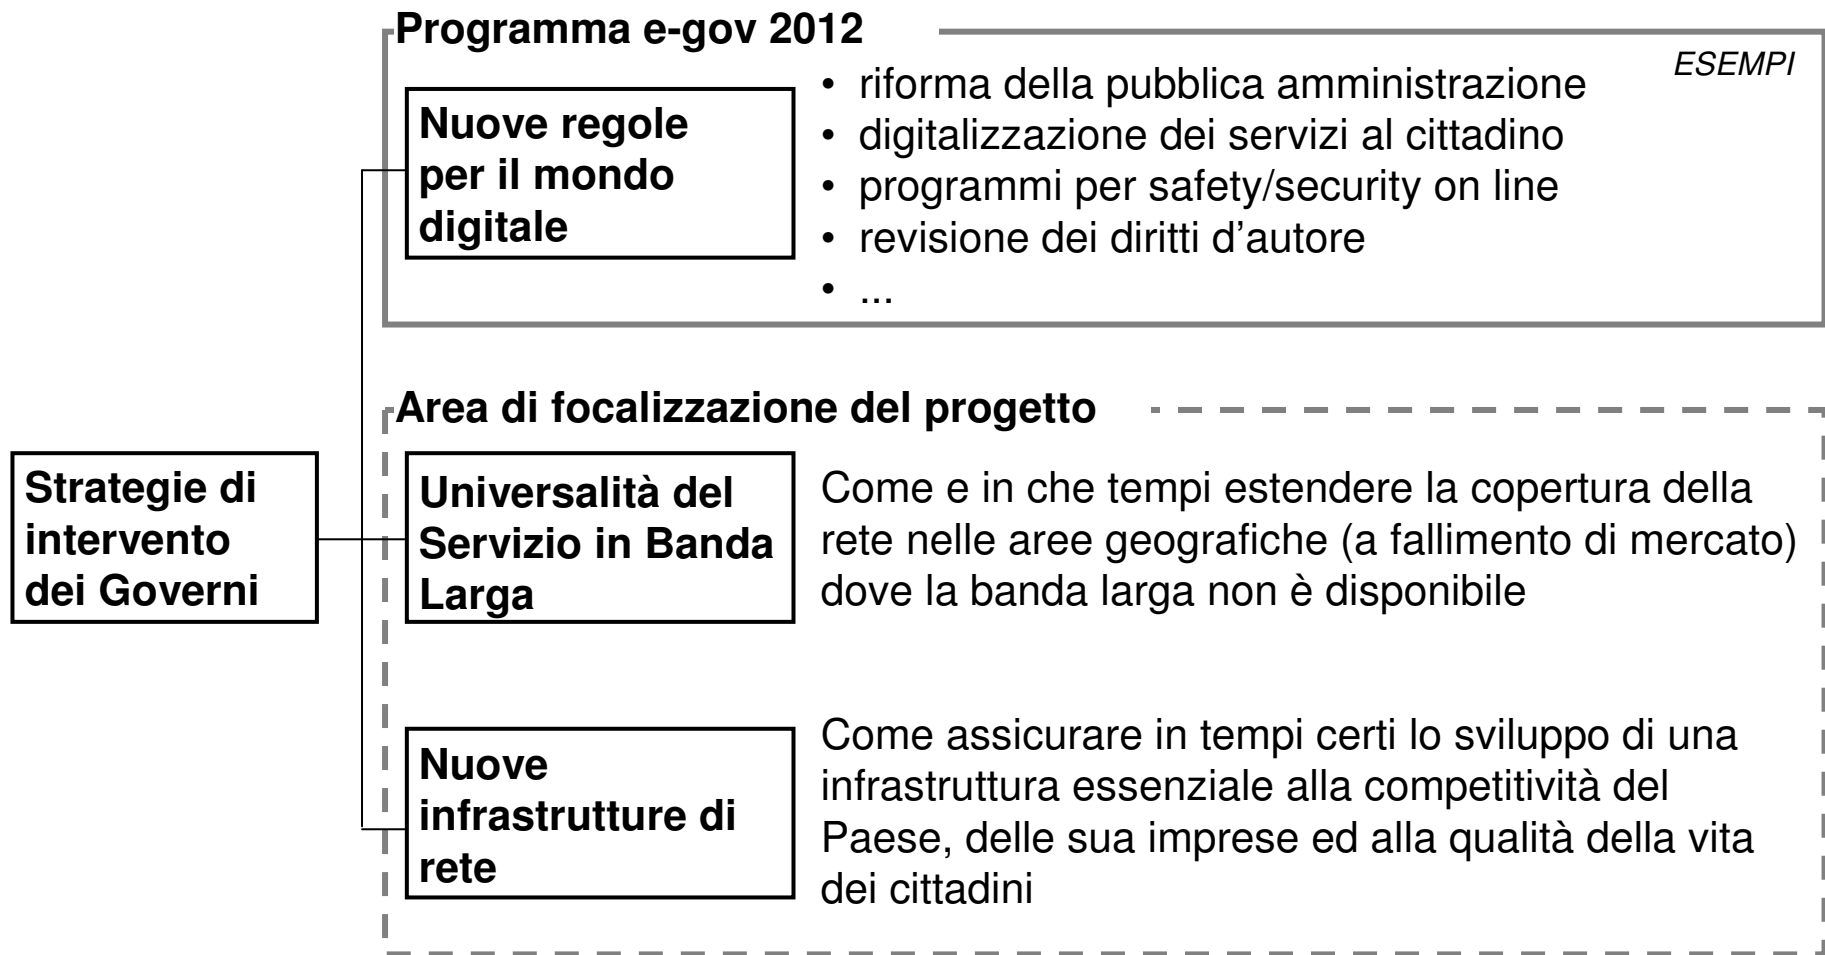 Programma e-gov 2012
ESEMPI
Nuove regole
per il mondo
digitale
• riforma della pubblica amministrazione
• digitalizzazione dei servizi al cittadino
• programmi per safety/security on line
• revisione dei diritti d'autore
• ...
Area di focalizzazione del progetto
Strategie di
intervento
dei Governi
Universalità del
Servizio in Banda
Larga
Come e in che tempi estendere la copertura della
rete nelle aree geografiche (a fallimento di mercato)
dove la banda larga non è disponibile
Nuove
infrastrutture di
rete
Come assicurare in tempi certi lo sviluppo di una
infrastruttura essenziale alla competitività del
Paese, delle sua imprese ed alla qualità della vita
dei cittadini